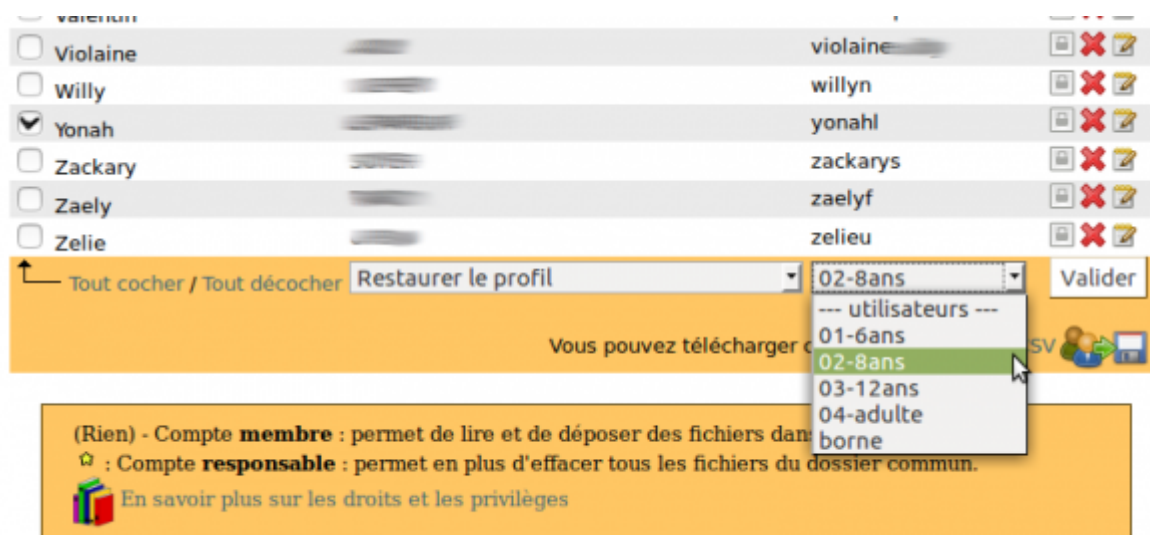 Valentin
Violaine violaine
Willy willyn
Yonah yonahl
Zackary zackarys
Zaely zaelyf
Zelie zelieu
Tout cocher / Tout décocher Restaurer le profil 02-8ans Valider
--- utilisateurs ---
01-6ans
02-8ans
03-12ans
04-adulte
borne
Vous pouvez télécharger SV
(Rien) - Compte membre : permet de lire et de déposer des fichiers dans
: Compte responsable : permet en plus d'effacer tous les fichiers du dossier commun.
En savoir plus sur les droits et les privilèges